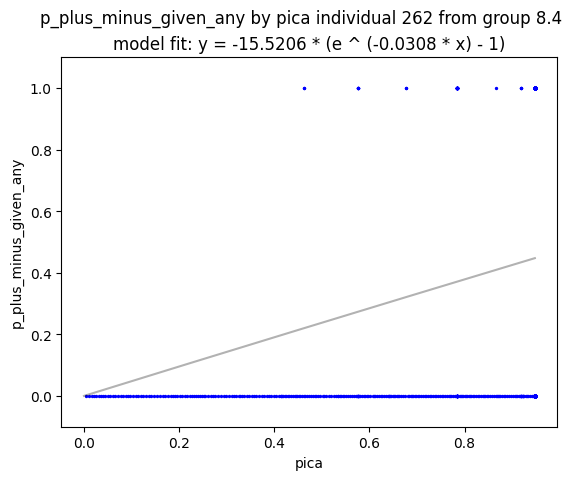 p_plus_minus_given_any by pica individual 262 from group 8.4
model fit: y = -15.5206 * (e ^ (-0.0308 * x) - 1)
1.0
0.8
0.6
0.4
0.2
0.0
p_plus_minus_given_any
0.0 0.2 0.4 0.6 0.8
pica